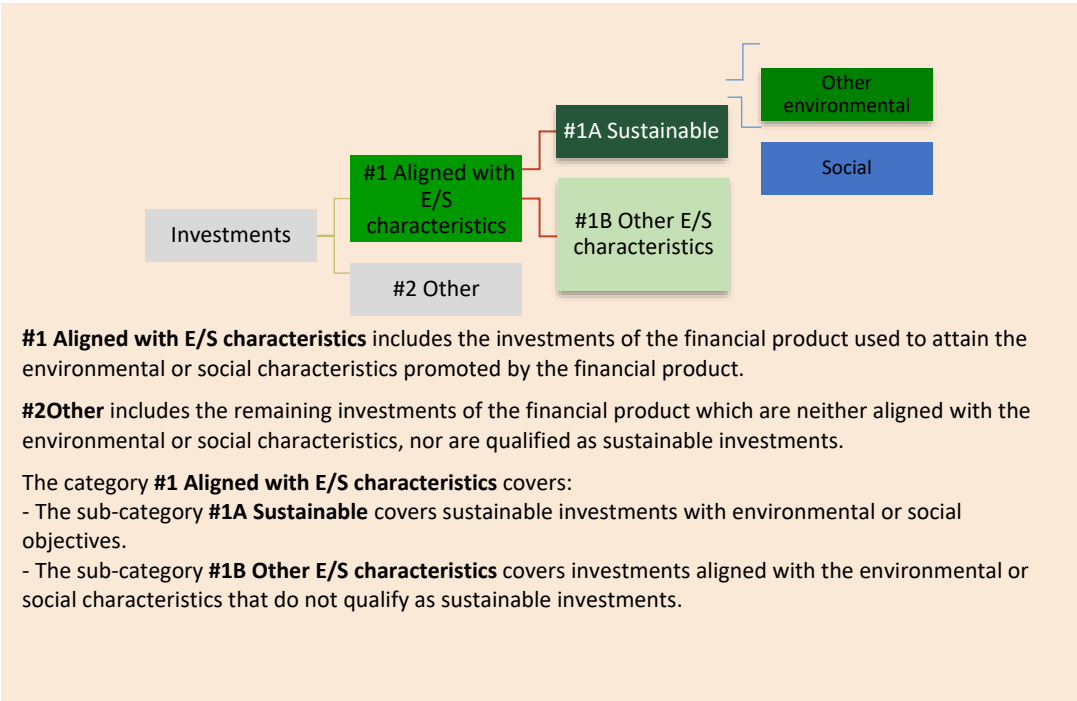 Other
environmental
#1A Sustainable
Social
#1 Aligned with
E/S
characteristics
#1B Other E/S
characteristics
Investments
#2 Other
#1 Aligned with E/S characteristics includes the investments of the financial product used to attain the
environmental or social characteristics promoted by the financial product.
#2Other includes the remaining investments of the financial product which are neither aligned with the
environmental or social characteristics, nor are qualified as sustainable investments.
The category #1 Aligned with E/S characteristics covers:
- The sub-category #1A Sustainable covers sustainable investments with environmental or social
objectives.
- The sub-category #1B Other E/S characteristics covers investments aligned with the environmental or
social characteristics that do not qualify as sustainable investments.